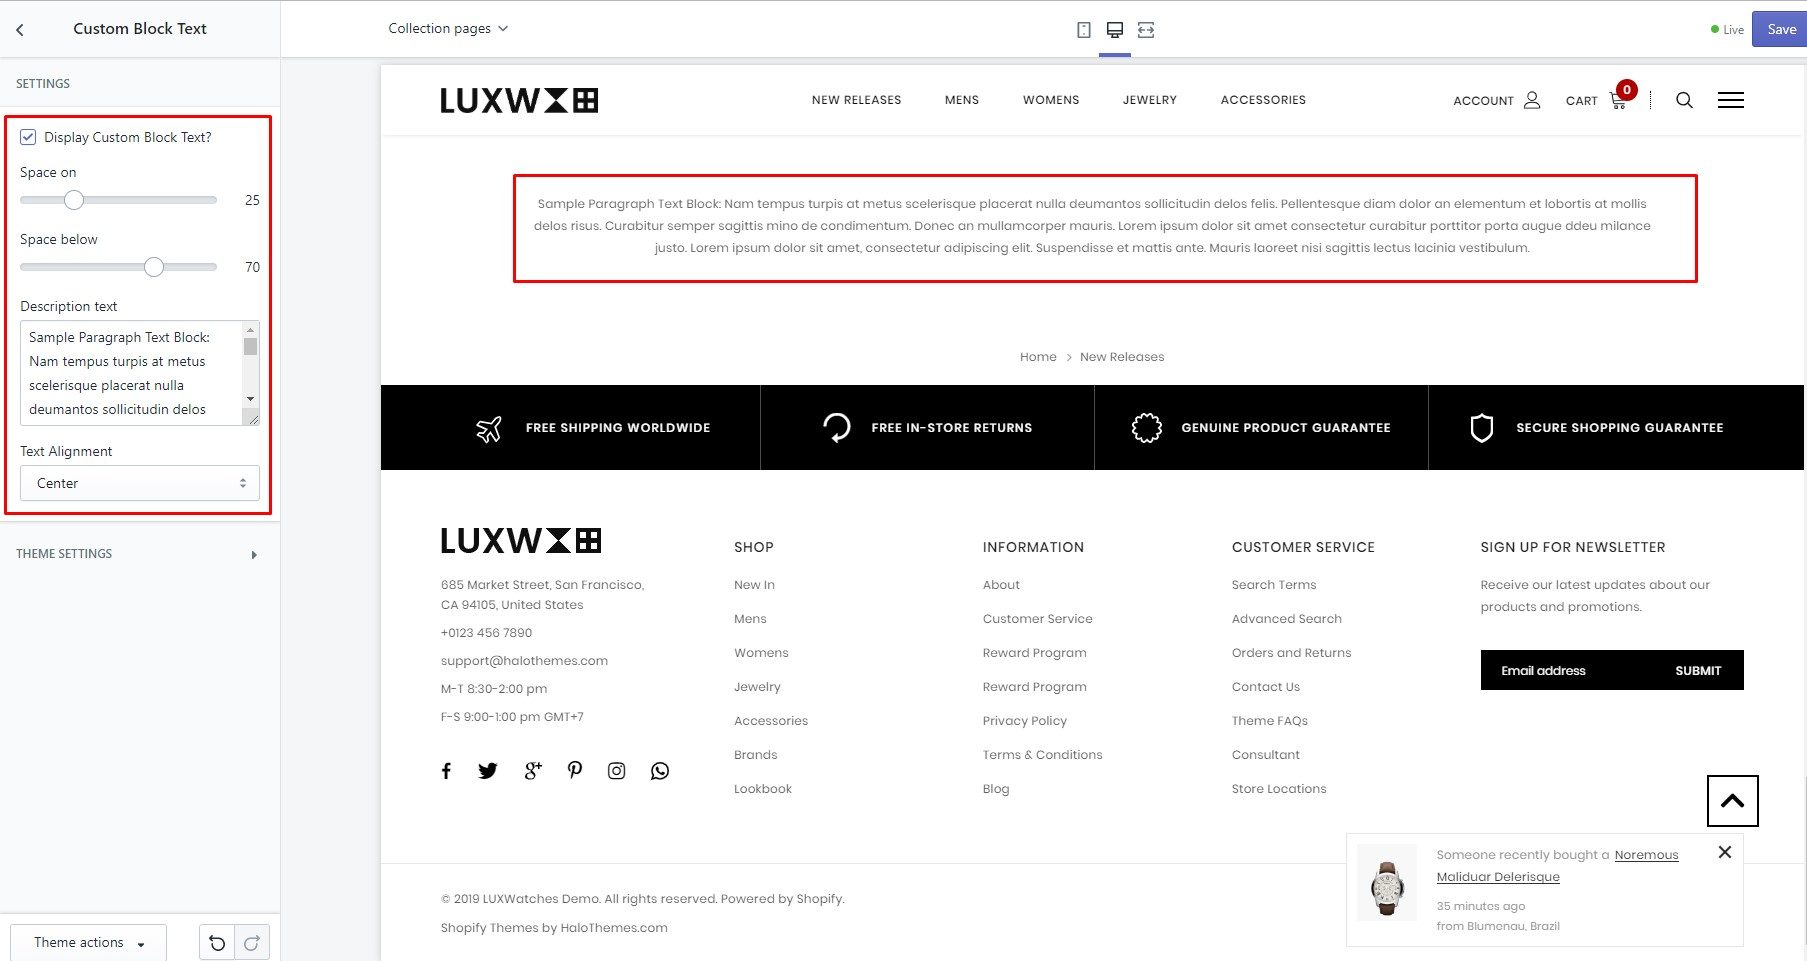 Custom Block Text
Collection pages
Live
Save
SETTINGS
Display Custom Block Text?
Space on
25
Space below
70
Description text
Sample Paragraph Text Block:
Nam tempus turpis at metus
scelerisque placerat nulla
deumantos sollicitudin delos
Text Alignment
Center
THEME SETTINGS
Theme actions
LUXW
NEW RELEASES
MENS
WOMENS
JEWELRY
ACCESSORIES
ACCOUNT
CART
0
Sample Paragraph Text Block: Nam tempus turpis at metus scelerisque placerat nulla deumantos sollicitudin delos felis. Pellentesque diam dolor an elementum et lobortis at mollis
delos risus. Curabitur semper sagittis mino de condimentum. Donec an mullamcorper mauris. Lorem ipsum dolor sit amet consectetur curabitur porttitor porta augue ddeu milance
justo. Lorem ipsum dolor sit amet, consectetur adipiscing elit. Suspendisse et mattis ante. Mauris laoreet nisi sagittis lectus lacinia vestibulum.
Home > New Releases
FREE SHIPPING WORLDWIDE
FREE IN-STORE RETURNS
GENUINE PRODUCT GUARANTEE
SECURE SHOPPING GUARANTEE
LUXW
685 Market Street, San Francisco,
CA 94105, United States
+0123 456 7890
support@halothemes.com
M-T 8:30-2:00 pm
F-S 9:00-1:00 pm GMT+7
SHOP
New In
Mens
Womens
Jewelry
Accessories
Brands
Lookbook
INFORMATION
About
Customer Service
Reward Program
Reward Program
Privacy Policy
Terms & Conditions
Blog
CUSTOMER SERVICE
Search Terms
Advanced Search
Orders and Returns
Contact Us
Theme FAQs
Consultant
Store Locations
SIGN UP FOR NEWSLETTER
Receive our latest updates about our
products and promotions.
Email address
SUBMIT
Someone recently bought a Noremous
Maliduar Delerisque
35 minutes ago
from Blumenau, Brazil
© 2019 LUXWatches Demo. All rights reserved. Powered by Shopify.
Shopify Themes by HaloThemes.com